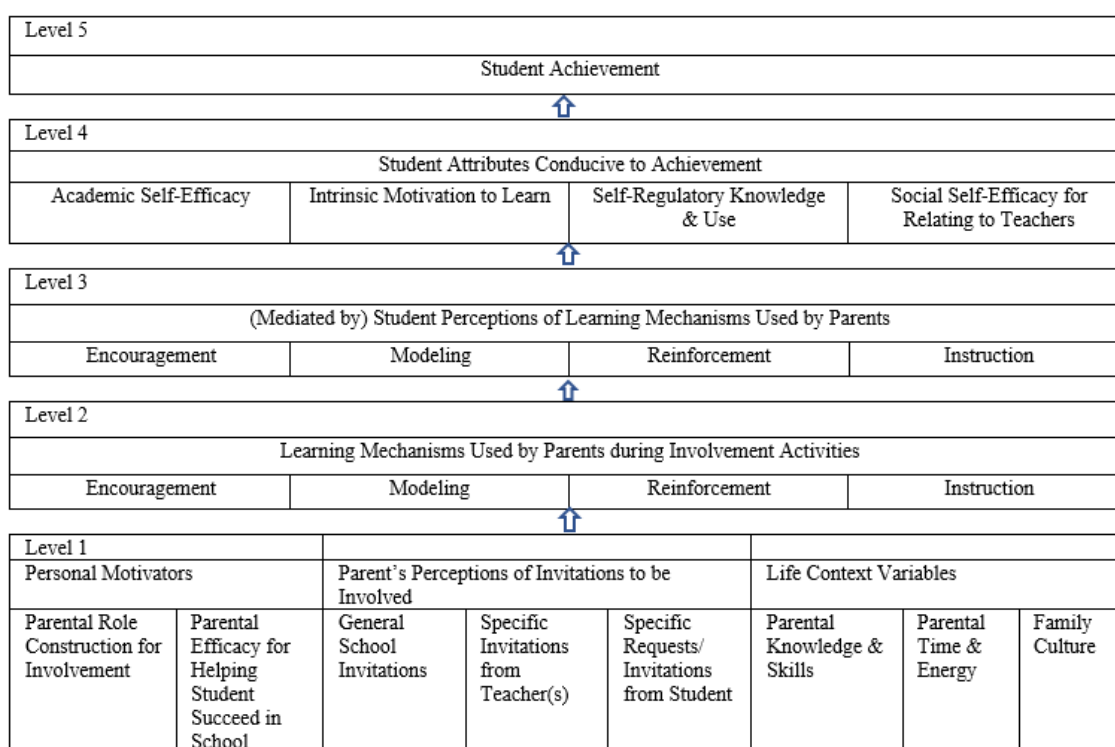 Level 5
Student Achievement
Level 4
Student Attributes Conducive to Achievement
Academic Self-Efficacy
Intrinsic Motivation to Learn
Self-Regulatory Knowledge
& Use
Social Self-Efficacy for
Relating to Teachers
Level 3
(Mediated by) Student Perceptions of Learning Mechanisms Used by Parents
Encouragement
Modeling
Reinforcement
Instruction
Level 2
Learning Mechanisms Used by Parents during Involvement Activities
Encouragement
Modeling
Reinforcement
Instruction
Level 1
Personal Motivators
Parent's Perceptions of Invitations to be
Involved
Life Context Variables
Parental Role
Construction for
Involvement
Parental
Efficacy for
Helping
Student
Succeed in
School
General
School
Invitations
Specific
Invitations
from
Teacher(s)
Specific
Requests/
Invitations
from Student
Parental
Knowledge &
Skills
Parental
Time &
Energy
Family
Culture